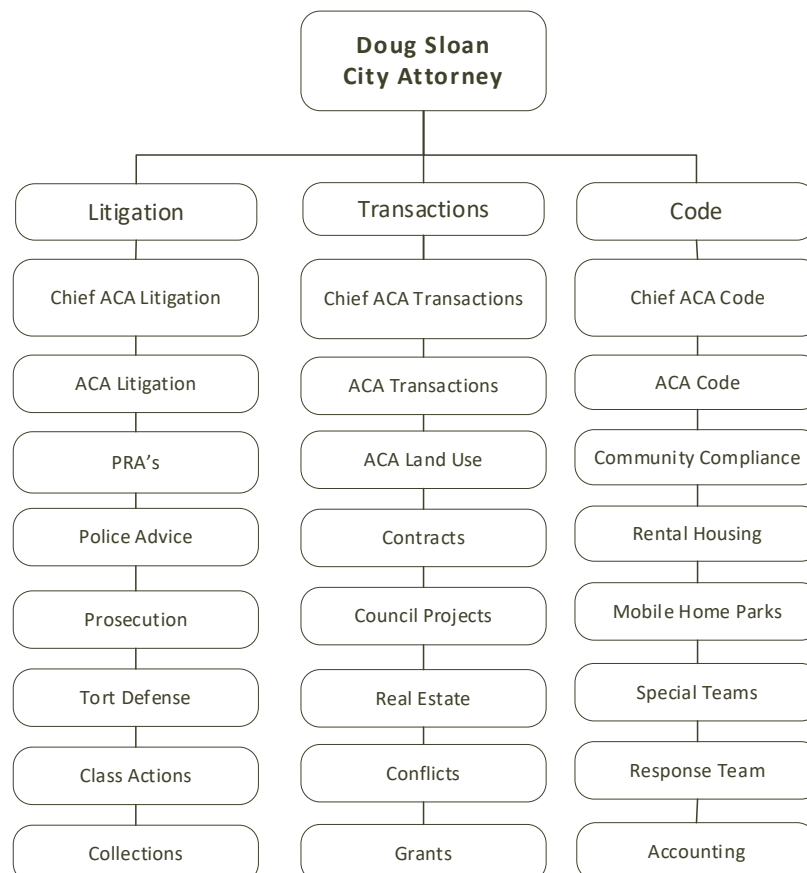 Doug Sloan
City Attorney
Litigation
Transactions
Code
Chief ACA Litigation
Chief ACA Transactions
Chief ACA Code
ACA Litigation
ACA Transactions
ACA Code
PRA’s
ACA Land Use
Community Compliance
Police Advice
Contracts
Rental Housing
Prosecution
Council Projects
Mobile Home Parks
Tort Defense
Real Estate
Special Teams
Class Actions
Conflicts
Response Team
Collections
Grants
Accounting